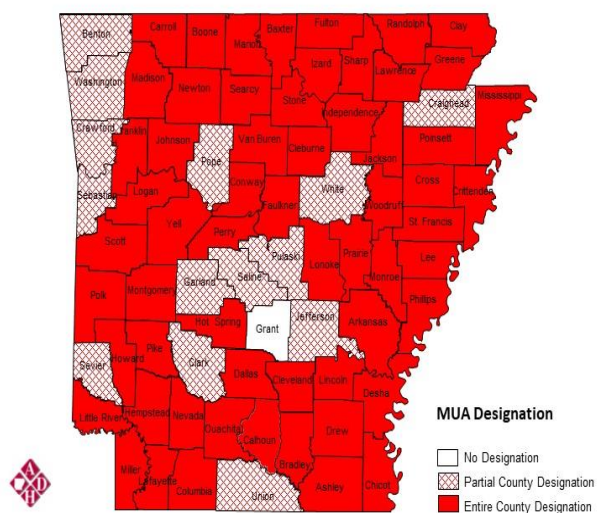 Benton Carroll Boone Baxter Fulton Randolph Clay
Marion Izard Sharp Greene
Washington Madison Newton Searcy Lawrence Mississippi
Stone Craighead
Independence
Crawford Franklin Johnson Pope Van Buren Cleburne Poinsett
Jackson
Sebastian Logan Conway White Cross Crittenden
Faulkner Woodruff
Yell St. Francis
Scott Perry
Pulaski Lonoke Prairie Lee
Saline Monroe
Polk Montgomery Garland Phillips
Hot Spring Grant Jefferson Arkansas
Sevier Howard Pike Clark
Dallas Cleveland Lincoln
Desha
Little River Hempstead Nevada
Ouachita Calhoun Drew
Miller Bradley
Lafayette Columbia Union Ashley Chicot
MUA Designation
No Designation
Partial County Designation
Entire County Designation
A
D
H